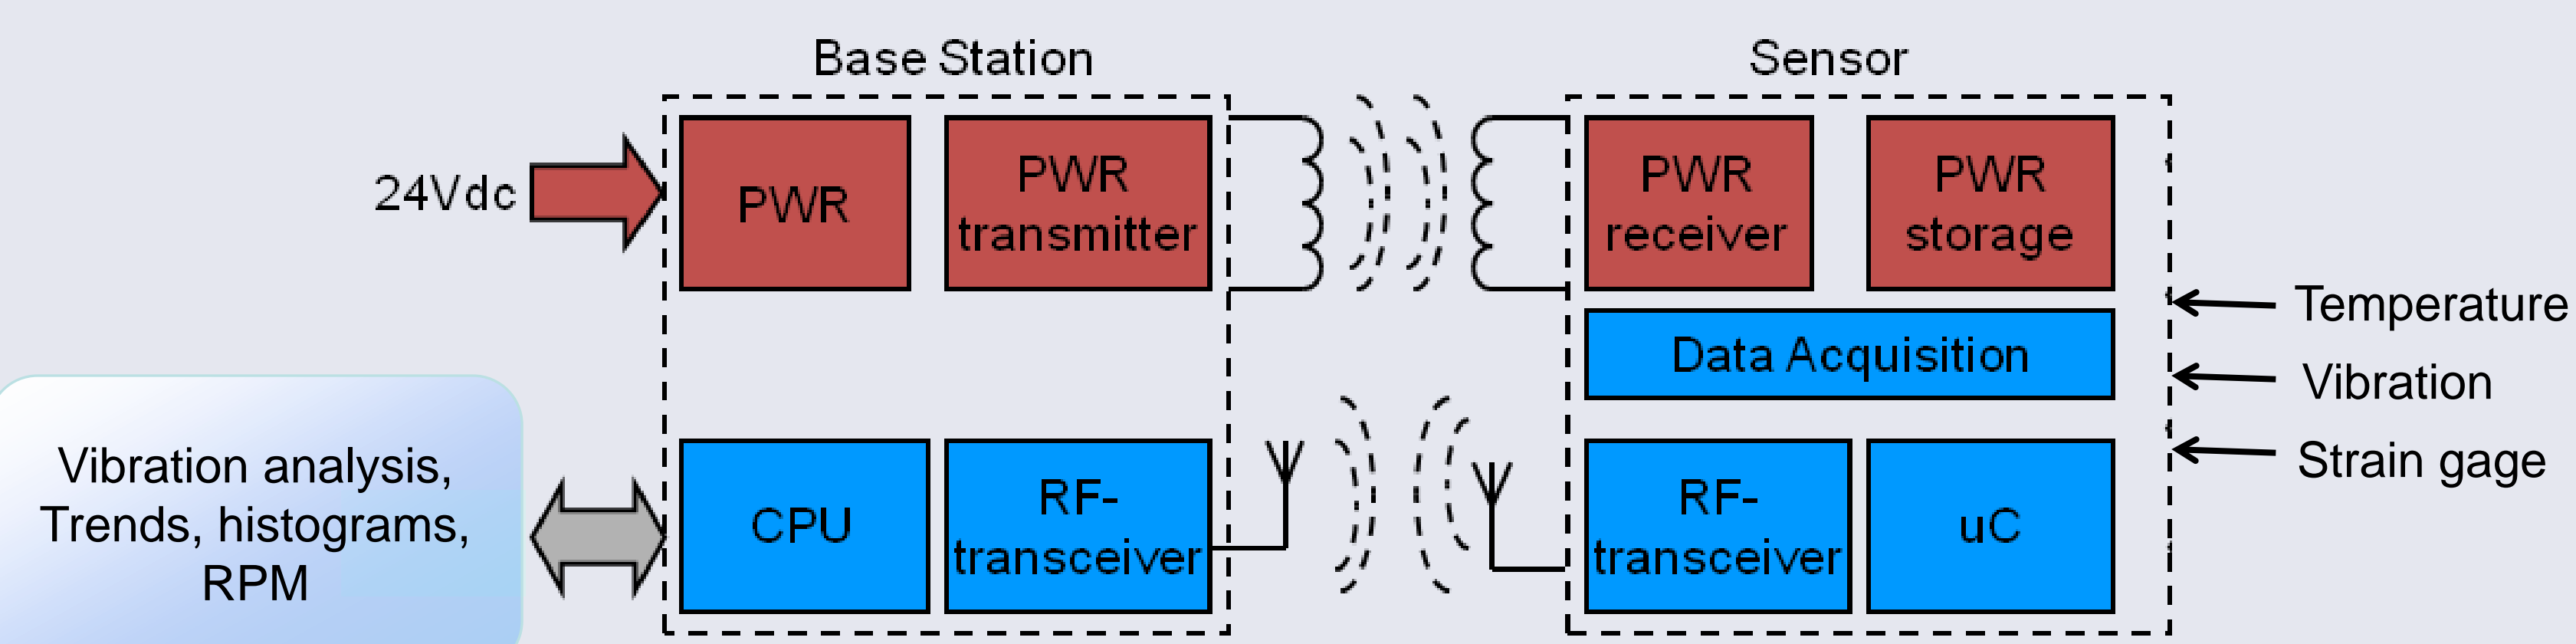 Base Station
Sensor
24Vdc
PWR
PWR
transmitter
PWR
receiver
PWR
storage
Data Acquisition
Temperature
Vibration
Strain gage
Vibration analysis,
Trends, histograms,
RPM
CPU
RF-
transceiver
RF-
transceiver
uC